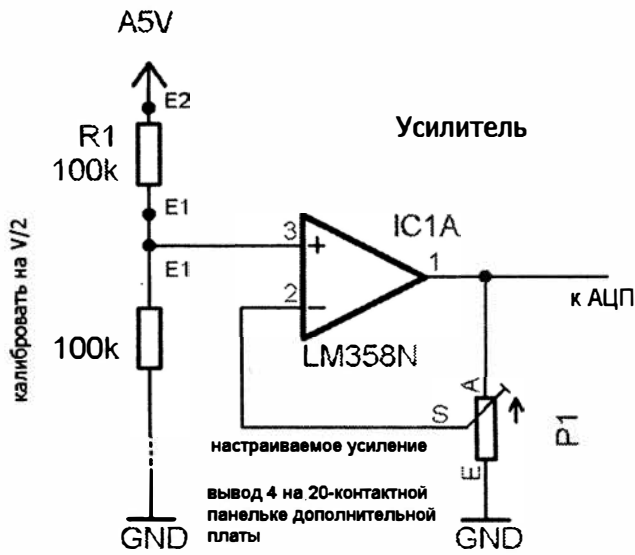 A5V
E2
Усилитель
R1
100k
E1
E1
калибровать на V/2
3
+
IC1A
1
2
−
к АЦП
100k
LM358N
A
S
P1
настраиваемое усиление
E
вывод 4 на 20-контактной
панельке дополнительной
платы
GND
GND